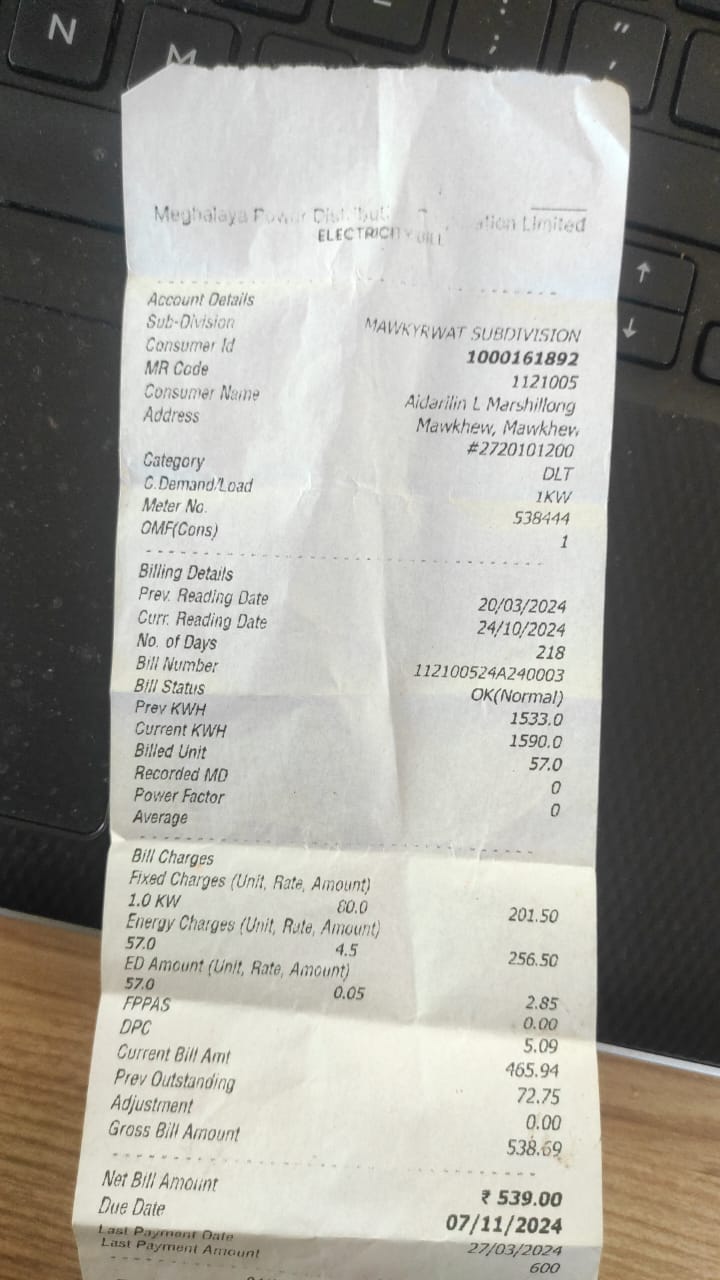 N
M
Meghalaya Power Limited
ELECTRICITY BILL
Account Details
Sub-Division MAWKYRWAT SUBDIVISION
Consumer Id 1000161892
MR Code 1121005
Consumer Name Aidarilin L Marshillong
Address Mawkhew, Mawkhew,
#2720101200
Category DLT
C.Demand/Load 1KW
Meter No. 538444
OMF(Cons) 1
Billing Details
Prev. Reading Date 20/03/2024
Curr. Reading Date 24/10/2024
No. of Days 218
Bill Number 112100524A240003
Bill Status OK(Normal)
Prev KWH 1533.0
Current KWH 1590.0
Billed Unit 57.0
Recorded MD 0
Power Factor 0
Average
Bill Charges
Fixed Charges (Unit, Rate, Amount)
1.0 KW 80.0 201.50
Energy Charges (Unit, Rate, Amount)
57.0 4.5 256.50
ED Amount (Unit, Rate, Amount)
57.0 0.05 2.85
FPPAS 0.00
DPC 5.09
Current Bill Amt 465.94
Prev Outstanding 72.75
Adjustment 0.00
Gross Bill Amount 538.69
Net Bill Amount ₹ 539.00
Due Date 07/11/2024
Last Payment Date 27/03/2024
Last Payment Amount 600